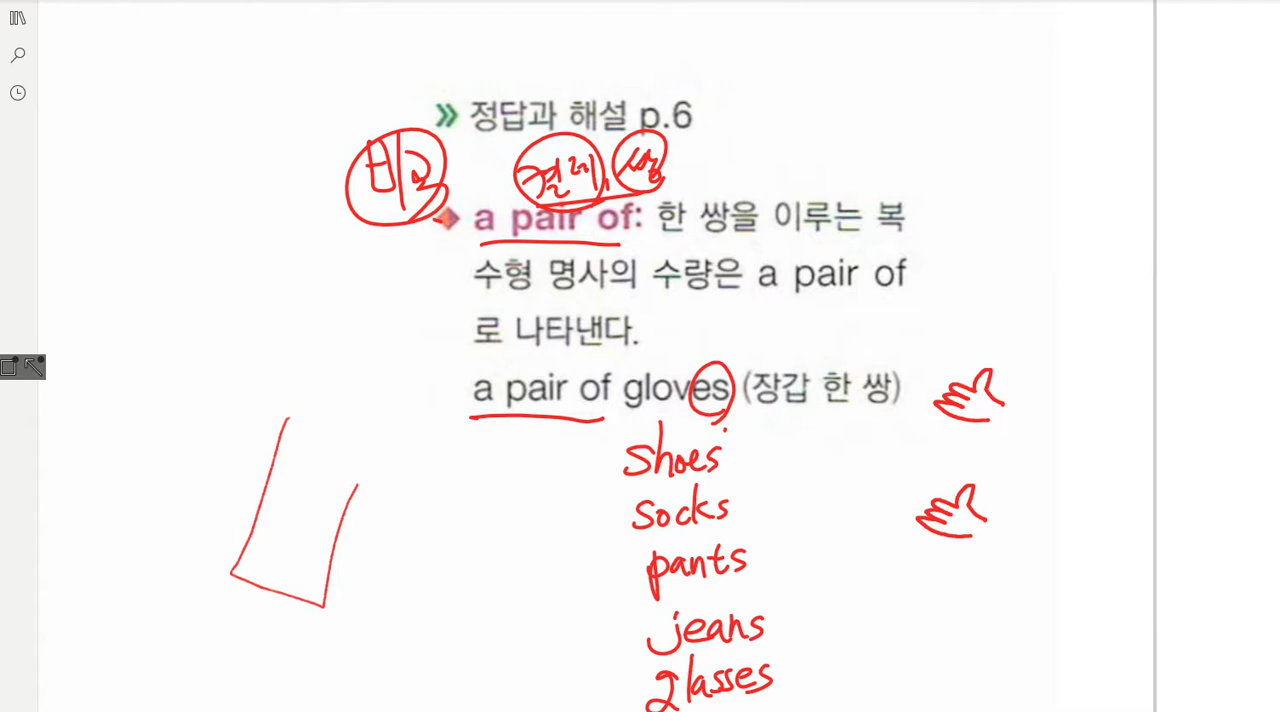 » 정답과 해설 p.6
비교
켤레, 쌍
a pair of: 한 쌍을 이루는 복
수형 명사의 수량은 a pair of
로 나타낸다.
a pair of gloves (장갑 한 쌍)
shoes
socks
pants
jeans
glasses